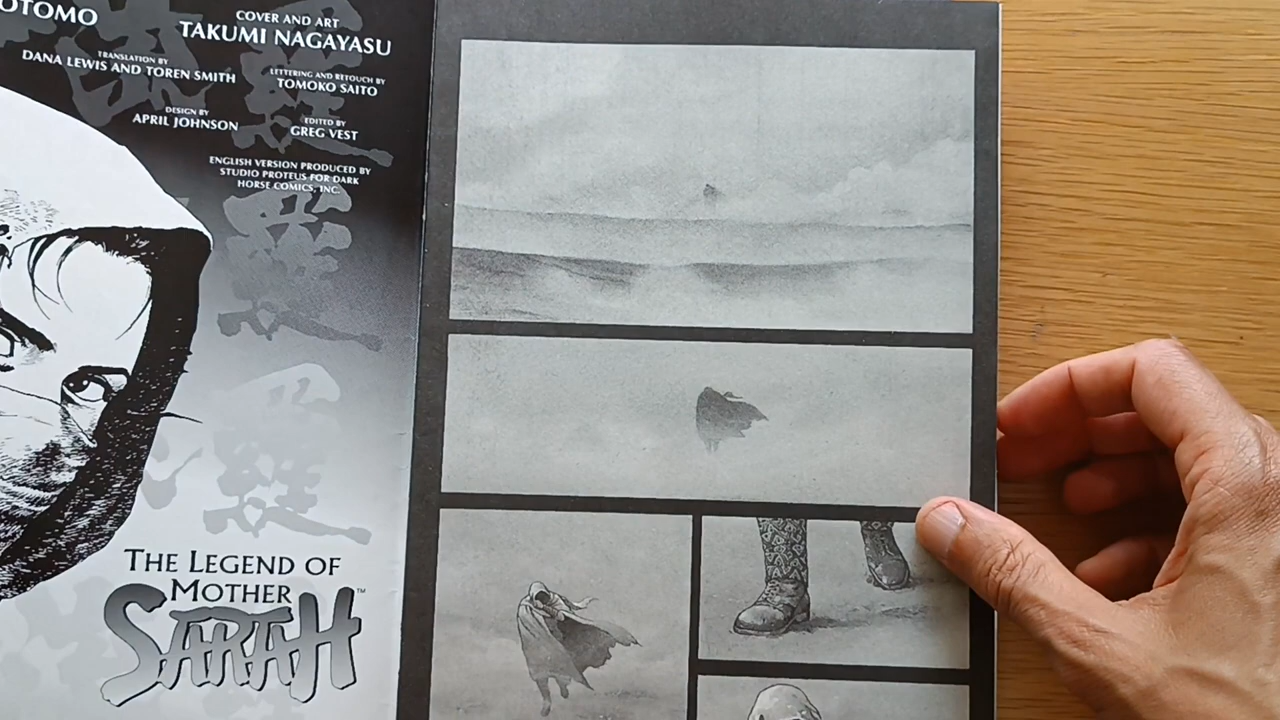 OTOMO
COVER AND ART
TAKUMI NAGAYASU
TRANSLATION BY
DANA LEWIS AND TOREN SMITH
LETTERING AND RETOUCH BY
TOMOKO SAITO
DESIGN BY
APRIL JOHNSON
EDITED BY
GREG VEST
ENGLISH VERSION PRODUCED BY
STUDIO PROTEUS FOR DARK
HORSE COMICS, INC.
THE LEGEND OF
MOTHER
SARAH™